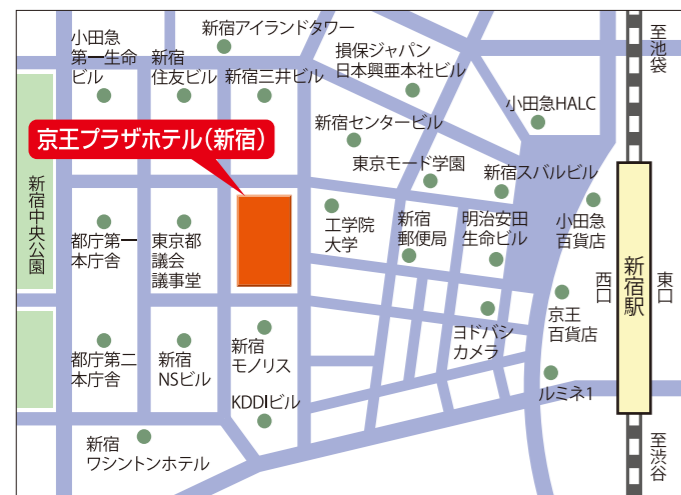 新宿アイランドタワー
小田急
第一生命
ビル
新宿
住友ビル
新宿三井ビル
損保ジャパン
日本興亜本社ビル
至池袋
小田急HALC
新宿センタービル
京王プラザホテル(新宿)
東京モード学園
新宿スバルビル
新宿中央公園
都庁第一
本庁舎
東京都
議会
議事堂
工学院
大学
新宿
郵便局
明治安田
生命ビル
小田急
百貨店
西口
新宿駅
東口
京王
百貨店
ヨドバシ
カメラ
都庁第二
本庁舎
新宿
NSビル
新宿
モノリス
KDDIビル
ルミネ1
新宿
ワシントンホテル
至渋谷